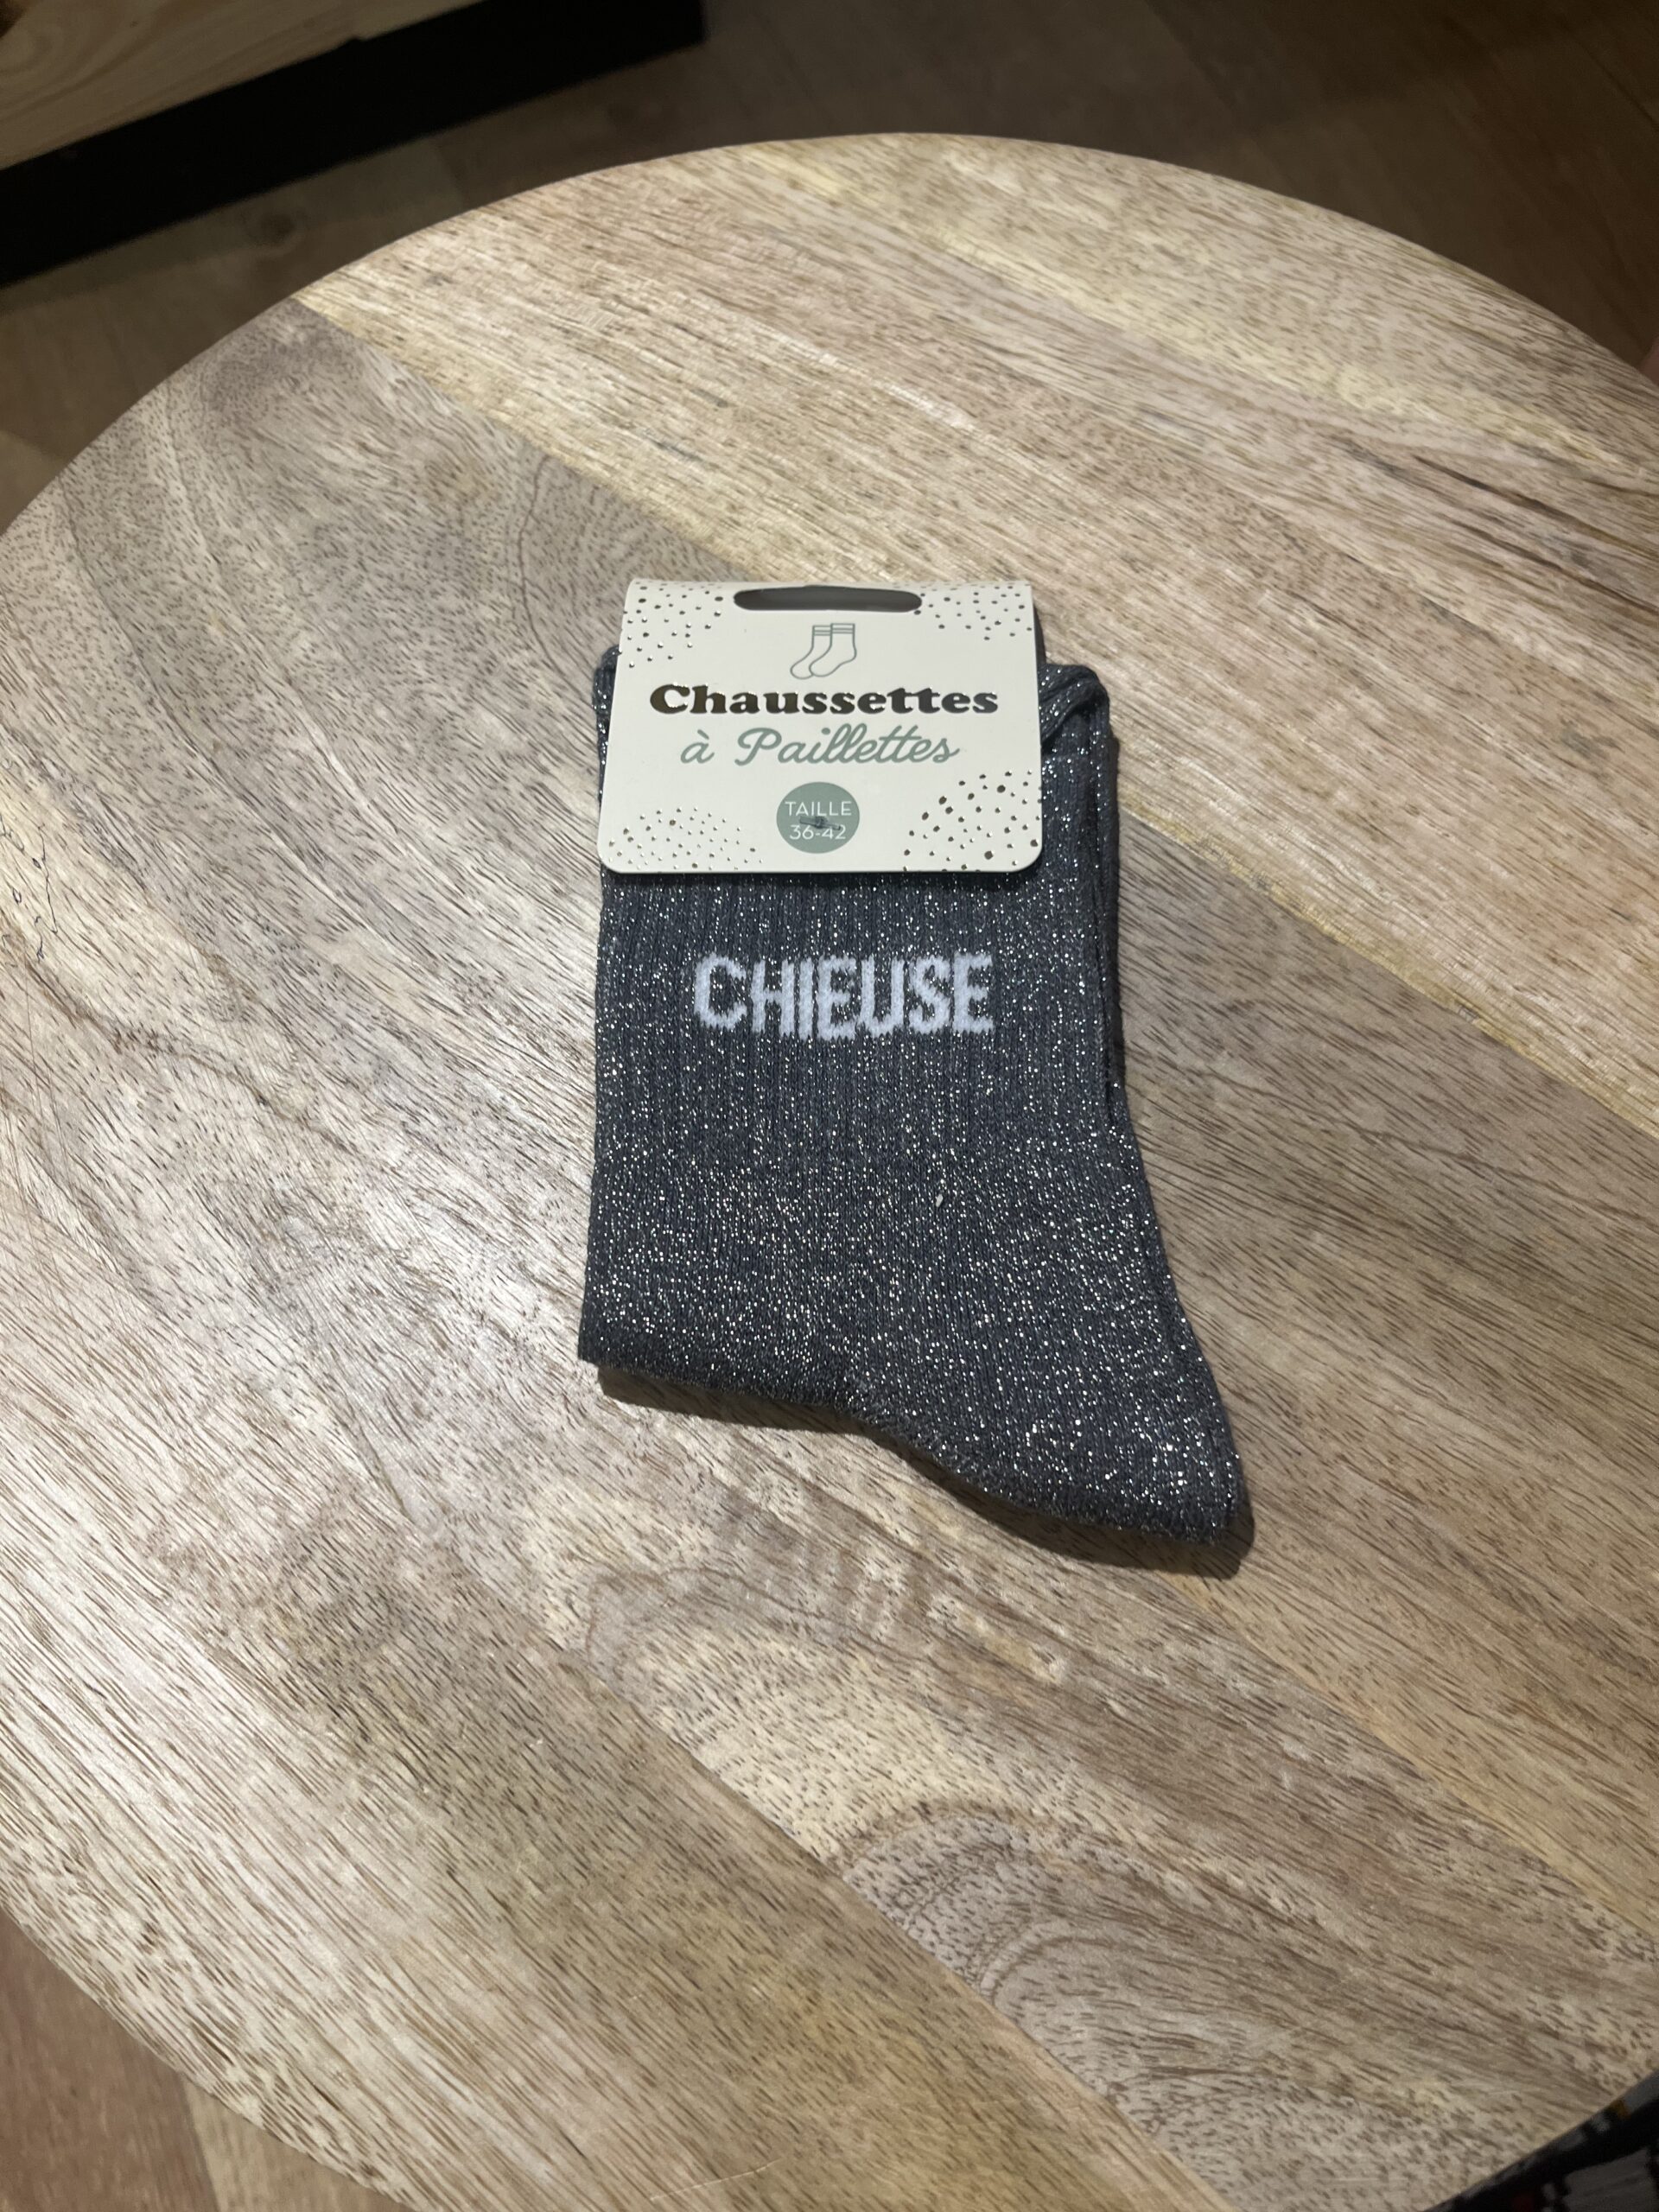 Chaussettes
à Paillettes
TAILLE
36-42
CHIEUSE